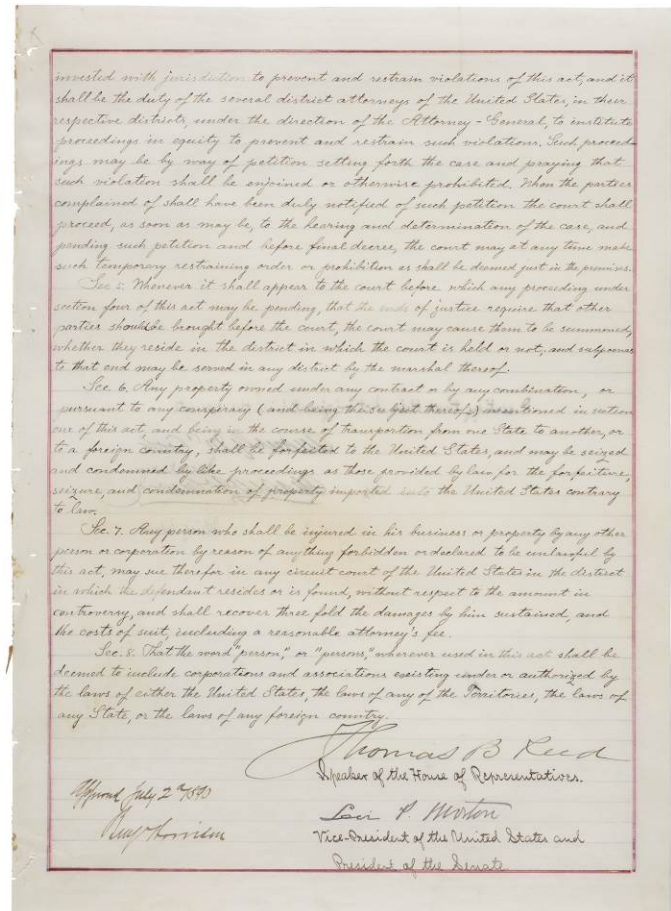 invested with jurisdiction to prevent and restrain violations of this act; and it
shall be the duty of the several district attorneys of the United States, in their
respective districts, under the direction of the Attorney-General, to institute
proceedings in equity to prevent and restrain such violations. Such proceed-
ings may be by way of petition setting forth the case and praying that
such violation shall be enjoined or otherwise prohibited. When the parties
complained of shall have been duly notified of such petition the court shall
proceed, as soon as may be, to the hearing and determination of the case; and
pending such petition and before final decree, the court may at any time make
such temporary restraining order or prohibition as shall be deemed just in the premises.
Sec. 5. Whenever it shall appear to the court before which any proceeding under
section four of this act may be pending, that the ends of justice require that other
parties should be brought before the court, the court may cause them to be summoned,
whether they reside in the district in which the court is held or not; and subpoenas
to that end may be served in any district by the marshal thereof.
Sec. 6. Any property owned under any contract or by any combination, or
pursuant to any conspiracy (and being the subject thereof) mentioned in section
one of this act, and being in the course of transportion from one State to another, or
to a foreign country, shall be forfeited to the United States, and may be seized
and condemned by like proceedings as those provided by law for the forfeiture,
seizure, and condemnation of property imported into the United States contrary
to law.
Sec. 7. Any person who shall be injured in his business or property by any other
person or corporation by reason of anything forbidden or declared to be unlawful by
this act, may sue therefor in any circuit court of the United States in the district
in which the defendant resides or is found, without respect to the amount in
controversy, and shall recover three fold the damages by him sustained, and
the costs of suit, including a reasonable attorney's fee.
Sec. 8. That the word "person," or "persons," wherever used in this act shall be
deemed to include corporations and associations existing under or authorized by
the laws of either the United States, the laws of any of the Territories, the laws of
any State, or the laws of any foreign country.
Thomas B Reed
Speaker of the House of Representatives.
Approved July 2d 1890
Benj Harrison
Levi P. Morton
Vice-President of the United States and
President of the Senate